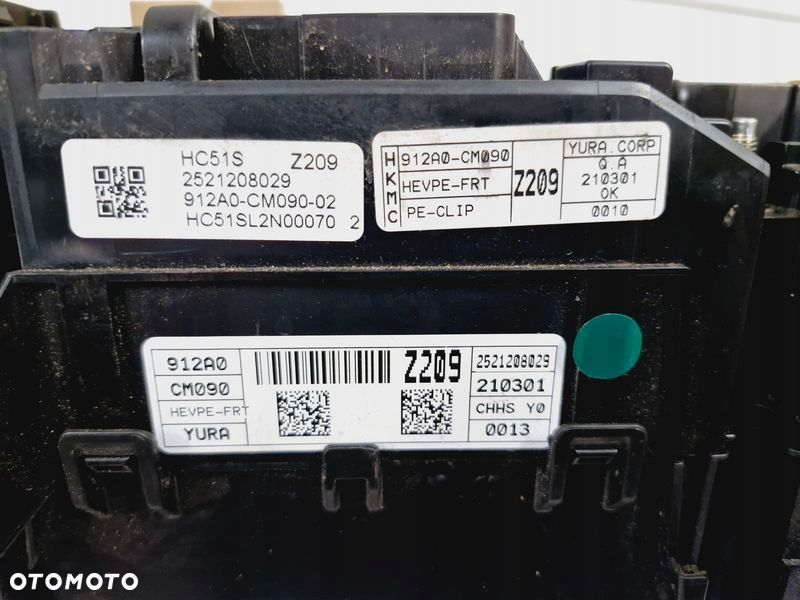 HC51S Z209
2521208029
912A0-CM090-02
HC51SL2N00070 2
HKMC
912A0-CM090
HEVPE-FRT
PE-CLIP
Z209
YURA.CORP
Q.A
210301
OK
0010
912A0
CM090
HEVPE-FRT
YURA
Z209
2521208029
210301
CHHS Y0
0013
OTOMOTO